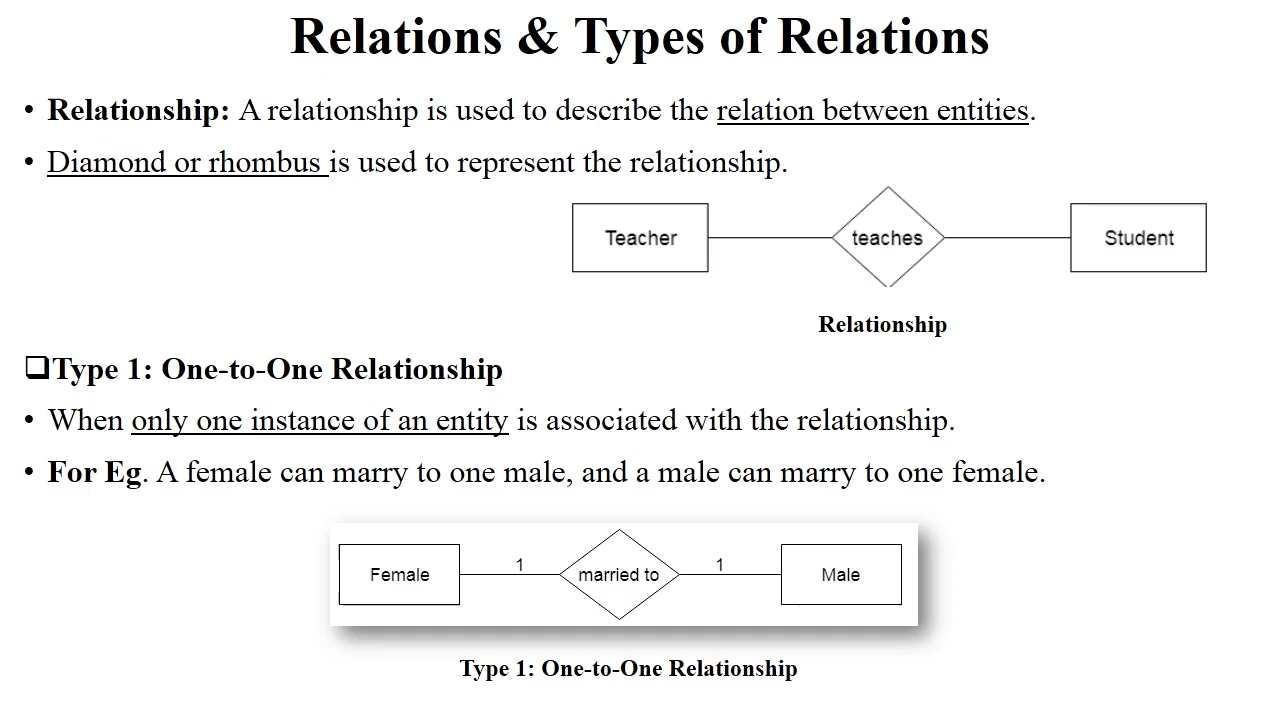 Relations & Types of Relations
• Relationship: A relationship is used to describe the relation between entities.
• Diamond or rhombus is used to represent the relationship.
Teacher teaches Student
Relationship
❑Type 1: One-to-One Relationship
• When only one instance of an entity is associated with the relationship.
• For Eg. A female can marry to one male, and a male can marry to one female.
Female 1 married to 1 Male
Type 1: One-to-One Relationship